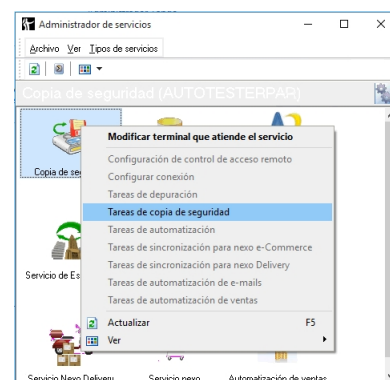 Administrador de servicios
Archivo Ver Tipos de servicios
Copia de seguridad (AUTOTESTERPAR)
Modificar terminal que atiende el servicio
Configuración de control de acceso remoto
Configurar conexión
Copia de se
Tareas de depuración
Tareas de copia de seguridad
Tareas de automatización
Tareas de sincronización para nexo e-Commerce
Tareas de sincronización para nexo Delivery
Servicio de Es
Tareas de automatización de e-mails
Tareas de automatización de ventas
Actualizar F5
Ver
Servicio Nexo Delivery Servicio nexo Automatización de ventas